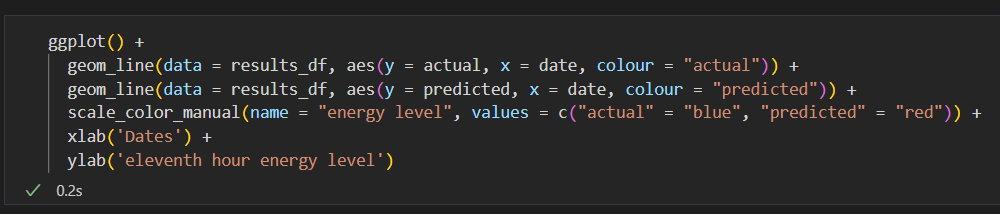 ggplot() +
  geom_line(data = results_df, aes(y = actual, x = date, colour = "actual")) +
  geom_line(data = results_df, aes(y = predicted, x = date, colour = "predicted")) +
  scale_color_manual(name = "energy level", values = c("actual" = "blue", "predicted" = "red")) +
  xlab('Dates') +
  ylab('eleventh hour energy level')
✓ 0.2s